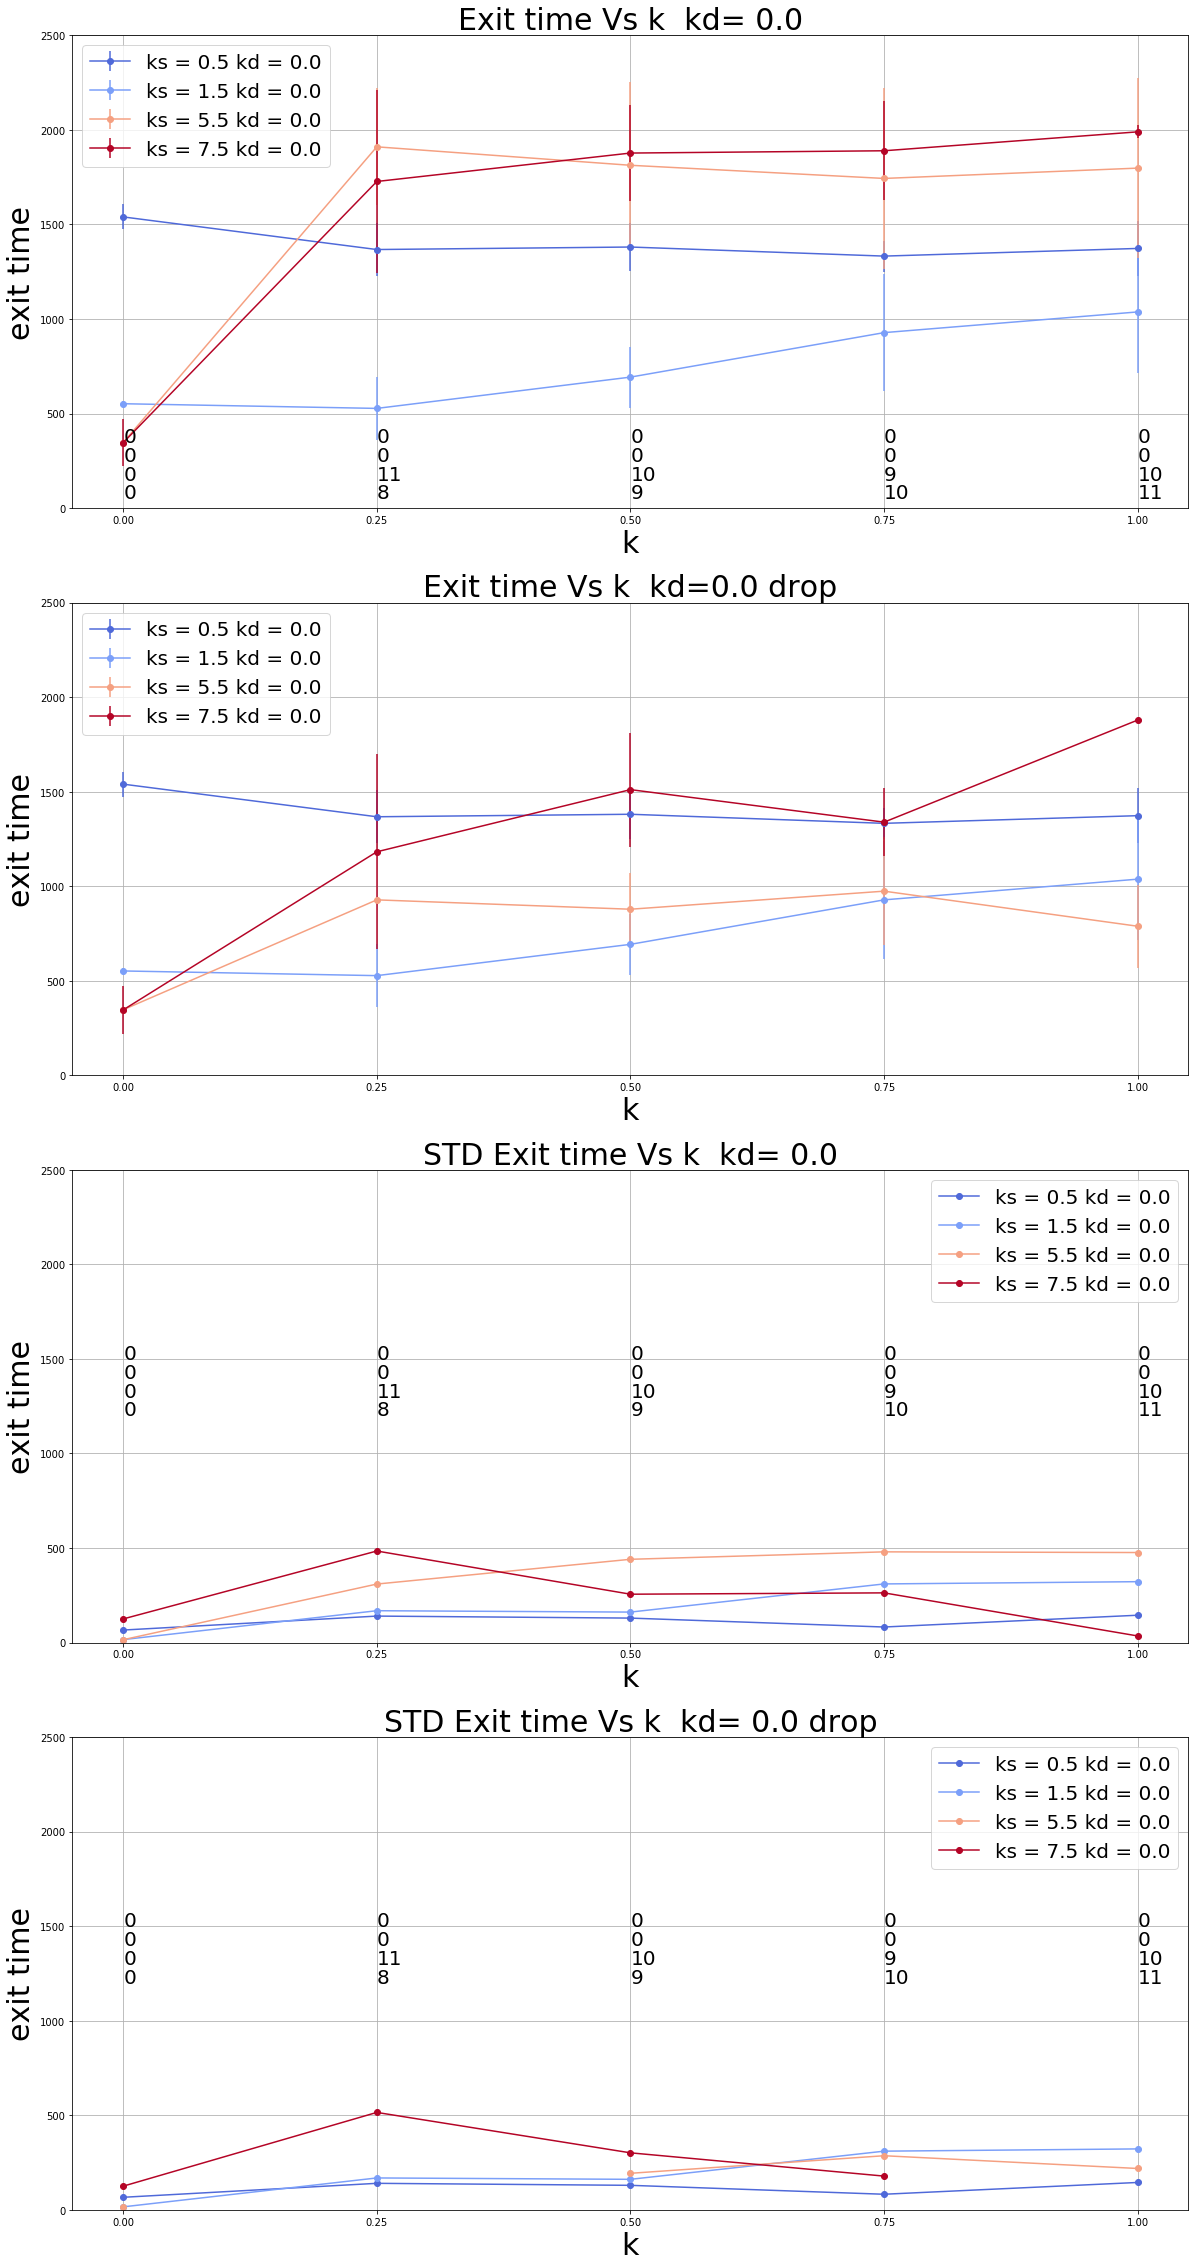 Exit time Vs k  kd= 0.0
2500
2000
1500
1000
500
0
exit time
ks = 0.5 kd = 0.0
ks = 1.5 kd = 0.0
ks = 5.5 kd = 0.0
ks = 7.5 kd = 0.0
0 0 0 0 0
0 0 0 0 0
0 11 10 9 10
0 8 9 10 11
0.00 0.25 0.50 0.75 1.00
k
Exit time Vs k  kd=0.0 drop
2500
2000
1500
1000
500
0
exit time
ks = 0.5 kd = 0.0
ks = 1.5 kd = 0.0
ks = 5.5 kd = 0.0
ks = 7.5 kd = 0.0
0.00 0.25 0.50 0.75 1.00
k
STD Exit time Vs k  kd= 0.0
2500
2000
1500
1000
500
0
exit time
ks = 0.5 kd = 0.0
ks = 1.5 kd = 0.0
ks = 5.5 kd = 0.0
ks = 7.5 kd = 0.0
0 0 0 0 0
0 0 0 0 0
0 11 10 9 10
0 8 9 10 11
0.00 0.25 0.50 0.75 1.00
k
STD Exit time Vs k  kd= 0.0 drop
2500
2000
1500
1000
500
0
exit time
ks = 0.5 kd = 0.0
ks = 1.5 kd = 0.0
ks = 5.5 kd = 0.0
ks = 7.5 kd = 0.0
0 0 0 0 0
0 0 0 0 0
0 11 10 9 10
0 8 9 10 11
0.00 0.25 0.50 0.75 1.00
k